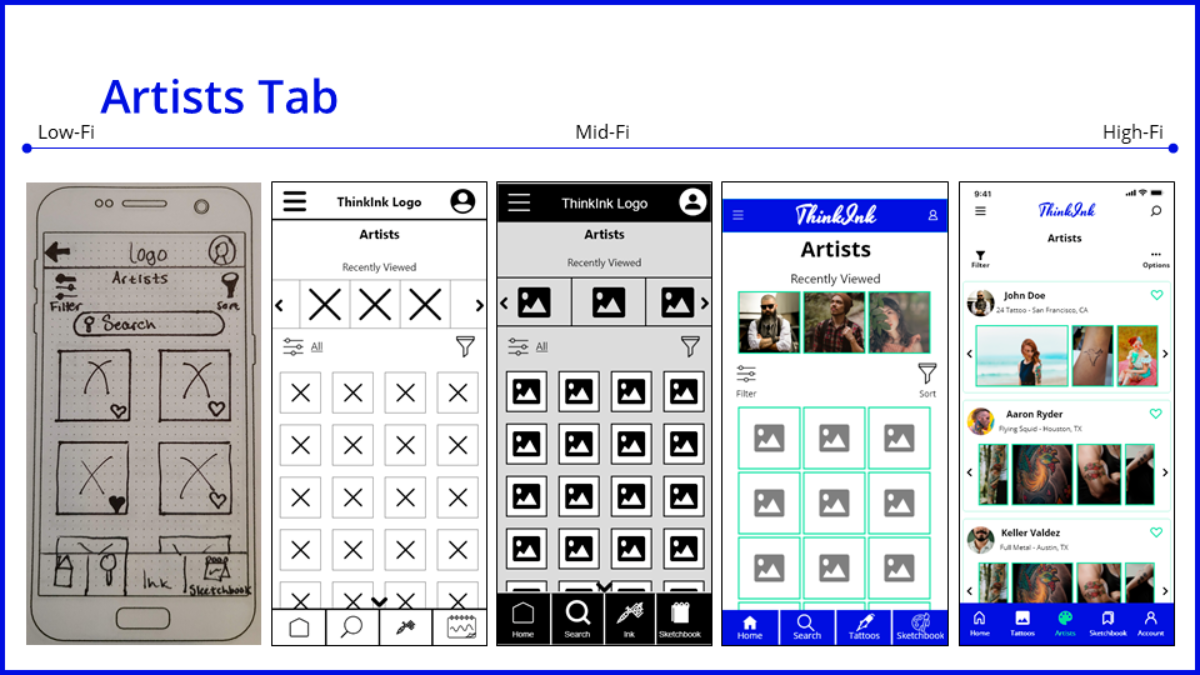 Artists Tab
Low-Fi
Mid-Fi
High-Fi
Logo
Artists
Filter
Sort
Search
Ink
Sketchbook
ThinkInk Logo
Artists
Recently Viewed
All
ThinkInk Logo
Artists
Recently Viewed
All
Home
Search
Ink
Sketchbook
ThinkInk
Artists
Recently Viewed
Filter
Sort
Home
Search
Tattoos
Sketchbook
9:41
ThinkInk
Artists
Filter
Options
John Doe
24 Tattoo - San Francisco, CA
Aaron Ryder
Flying Squid - Houston, TX
Keller Valdez
Full Metal - Austin, TX
Home
Tattoos
Artists
Sketchbook
Account